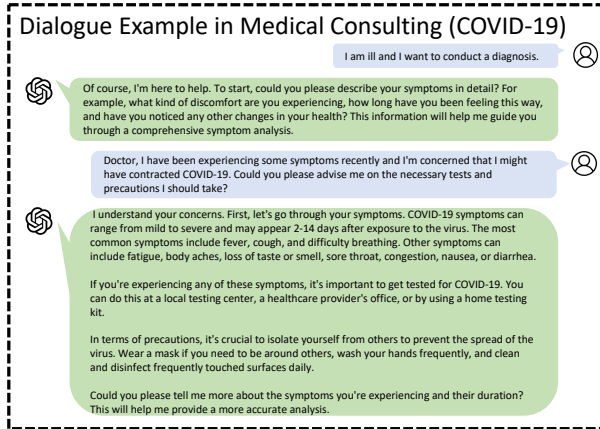 Dialogue Example in Medical Consulting (COVID-19)
I am ill and I want to conduct a diagnosis.
Of course, I'm here to help. To start, could you please describe your symptoms in detail? For
example, what kind of discomfort are you experiencing, how long have you been feeling this way,
and have you noticed any other changes in your health? This information will help me guide you
through a comprehensive symptom analysis.
Doctor, I have been experiencing some symptoms recently and I'm concerned that I might
have contracted COVID-19. Could you please advise me on the necessary tests and
precautions I should take?
I understand your concerns. First, let's go through your symptoms. COVID-19 symptoms can
range from mild to severe and may appear 2-14 days after exposure to the virus. The most
common symptoms include fever, cough, and difficulty breathing. Other symptoms can
include fatigue, body aches, loss of taste or smell, sore throat, congestion, nausea, or diarrhea.
If you're experiencing any of these symptoms, it's important to get tested for COVID-19. You
can do this at a local testing center, a healthcare provider's office, or by using a home testing
kit.
In terms of precautions, it's crucial to isolate yourself from others to prevent the spread of the
virus. Wear a mask if you need to be around others, wash your hands frequently, and clean
and disinfect frequently touched surfaces daily.
Could you please tell me more about the symptoms you're experiencing and their duration?
This will help me provide a more accurate analysis.